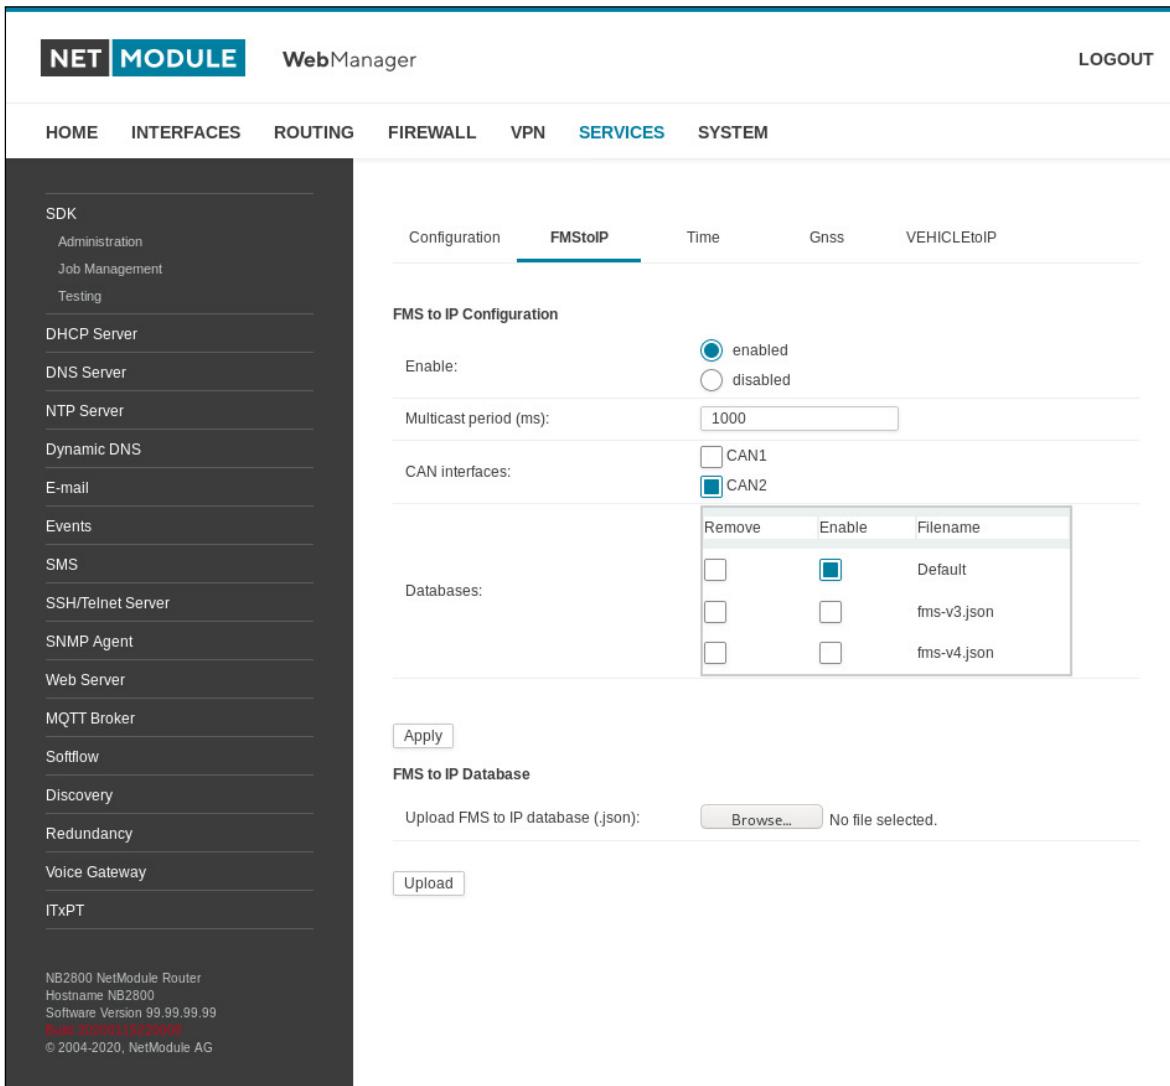 NET MODULE WebManager LOGOUT
HOME INTERFACES ROUTING FIREWALL VPN SERVICES SYSTEM
SDK
Administration
Job Management
Testing
DHCP Server
DNS Server
NTP Server
Dynamic DNS
E-mail
Events
SMS
SSH/Telnet Server
SNMP Agent
Web Server
MQTT Broker
Softflow
Discovery
Redundancy
Voice Gateway
ITxPT
NB2800 NetModule Router
Hostname NB2800
Software Version 99.99.99.99
Build
© 2004-2020, NetModule AG
Configuration FMStoIP Time Gnss VEHICLEtoIP
FMS to IP Configuration
Enable:
enabled
disabled
Multicast period (ms): 1000
CAN interfaces:
CAN1
CAN2
Databases:
Remove Enable Filename
Default
fms-v3.json
fms-v4.json
Apply
FMS to IP Database
Upload FMS to IP database (.json): Browse... No file selected.
Upload